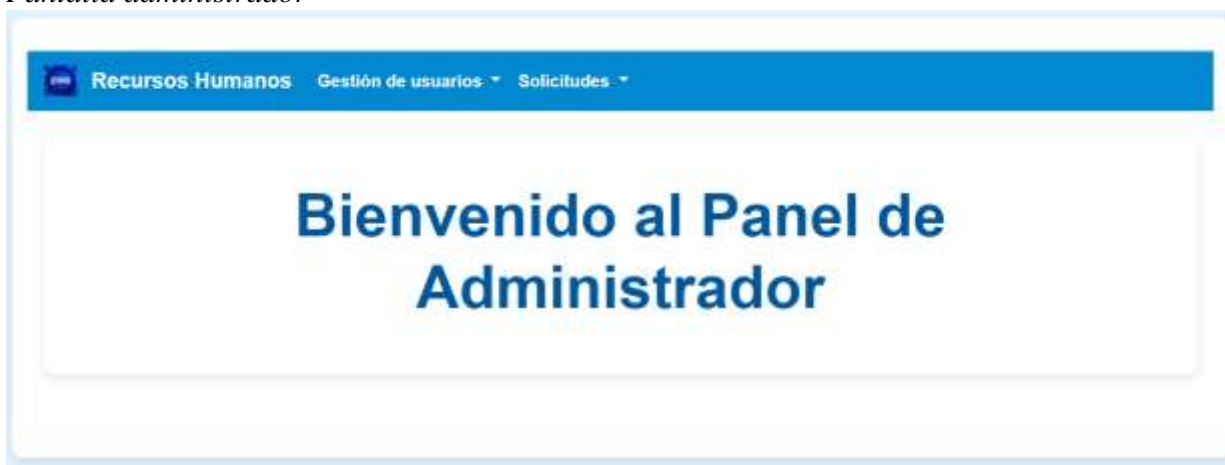 Pantalla administrador
Recursos Humanos Gestión de usuarios Solicitudes
Bienvenido al Panel de
Administrador